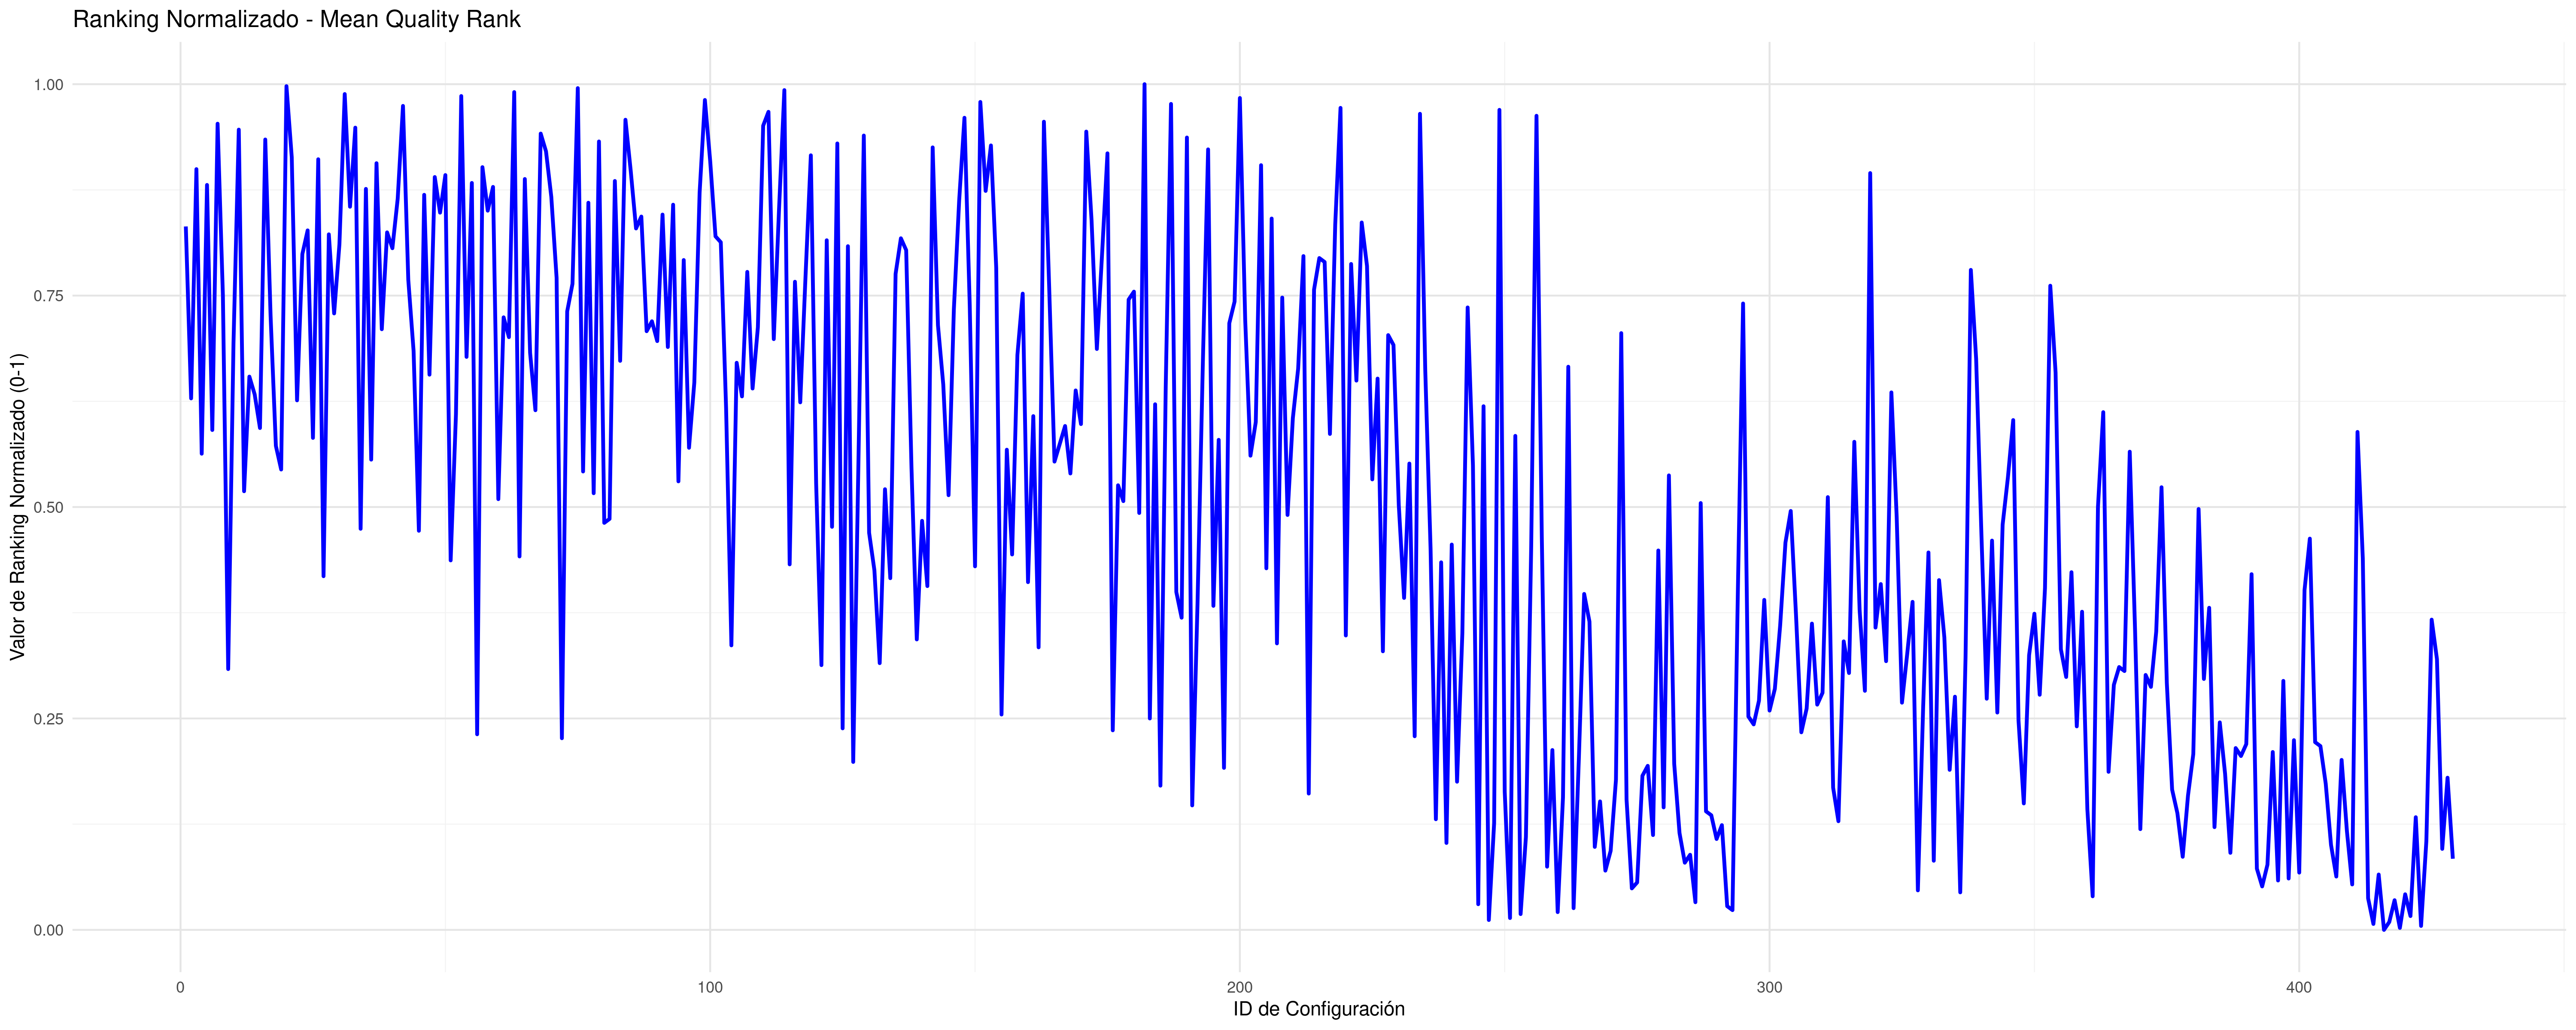 Ranking Normalizado - Mean Quality Rank
Valor de Ranking Normalizado (0-1)
1.00
0.75
0.50
0.25
0.00
0 100 200 300 400
ID de Configuración